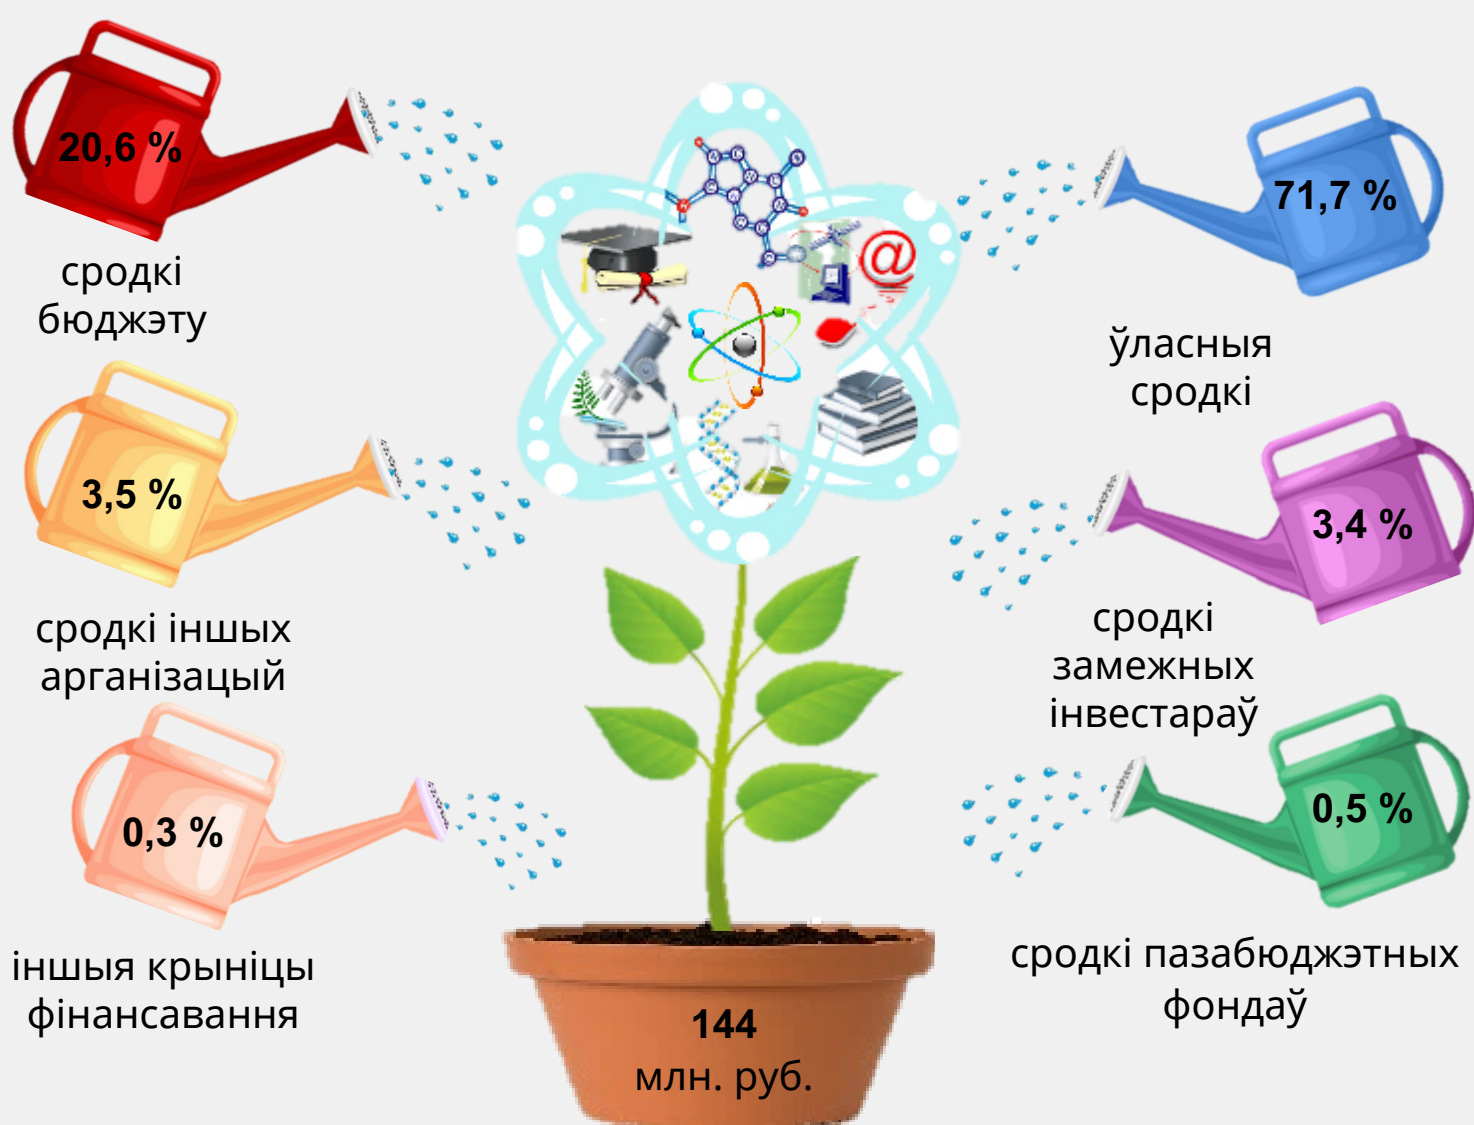 20,6 %
сродкі
бюджэту
3,5 %
сродкі іншых
арганізацый
0,3 %
іншыя крыніцы
фінансавання
@
144
млн. руб.
71,7 %
ўласныя
сродкі
3,4 %
сродкі
замежных
інвестараў
0,5 %
сродкі пазабюджэтных
фондаў